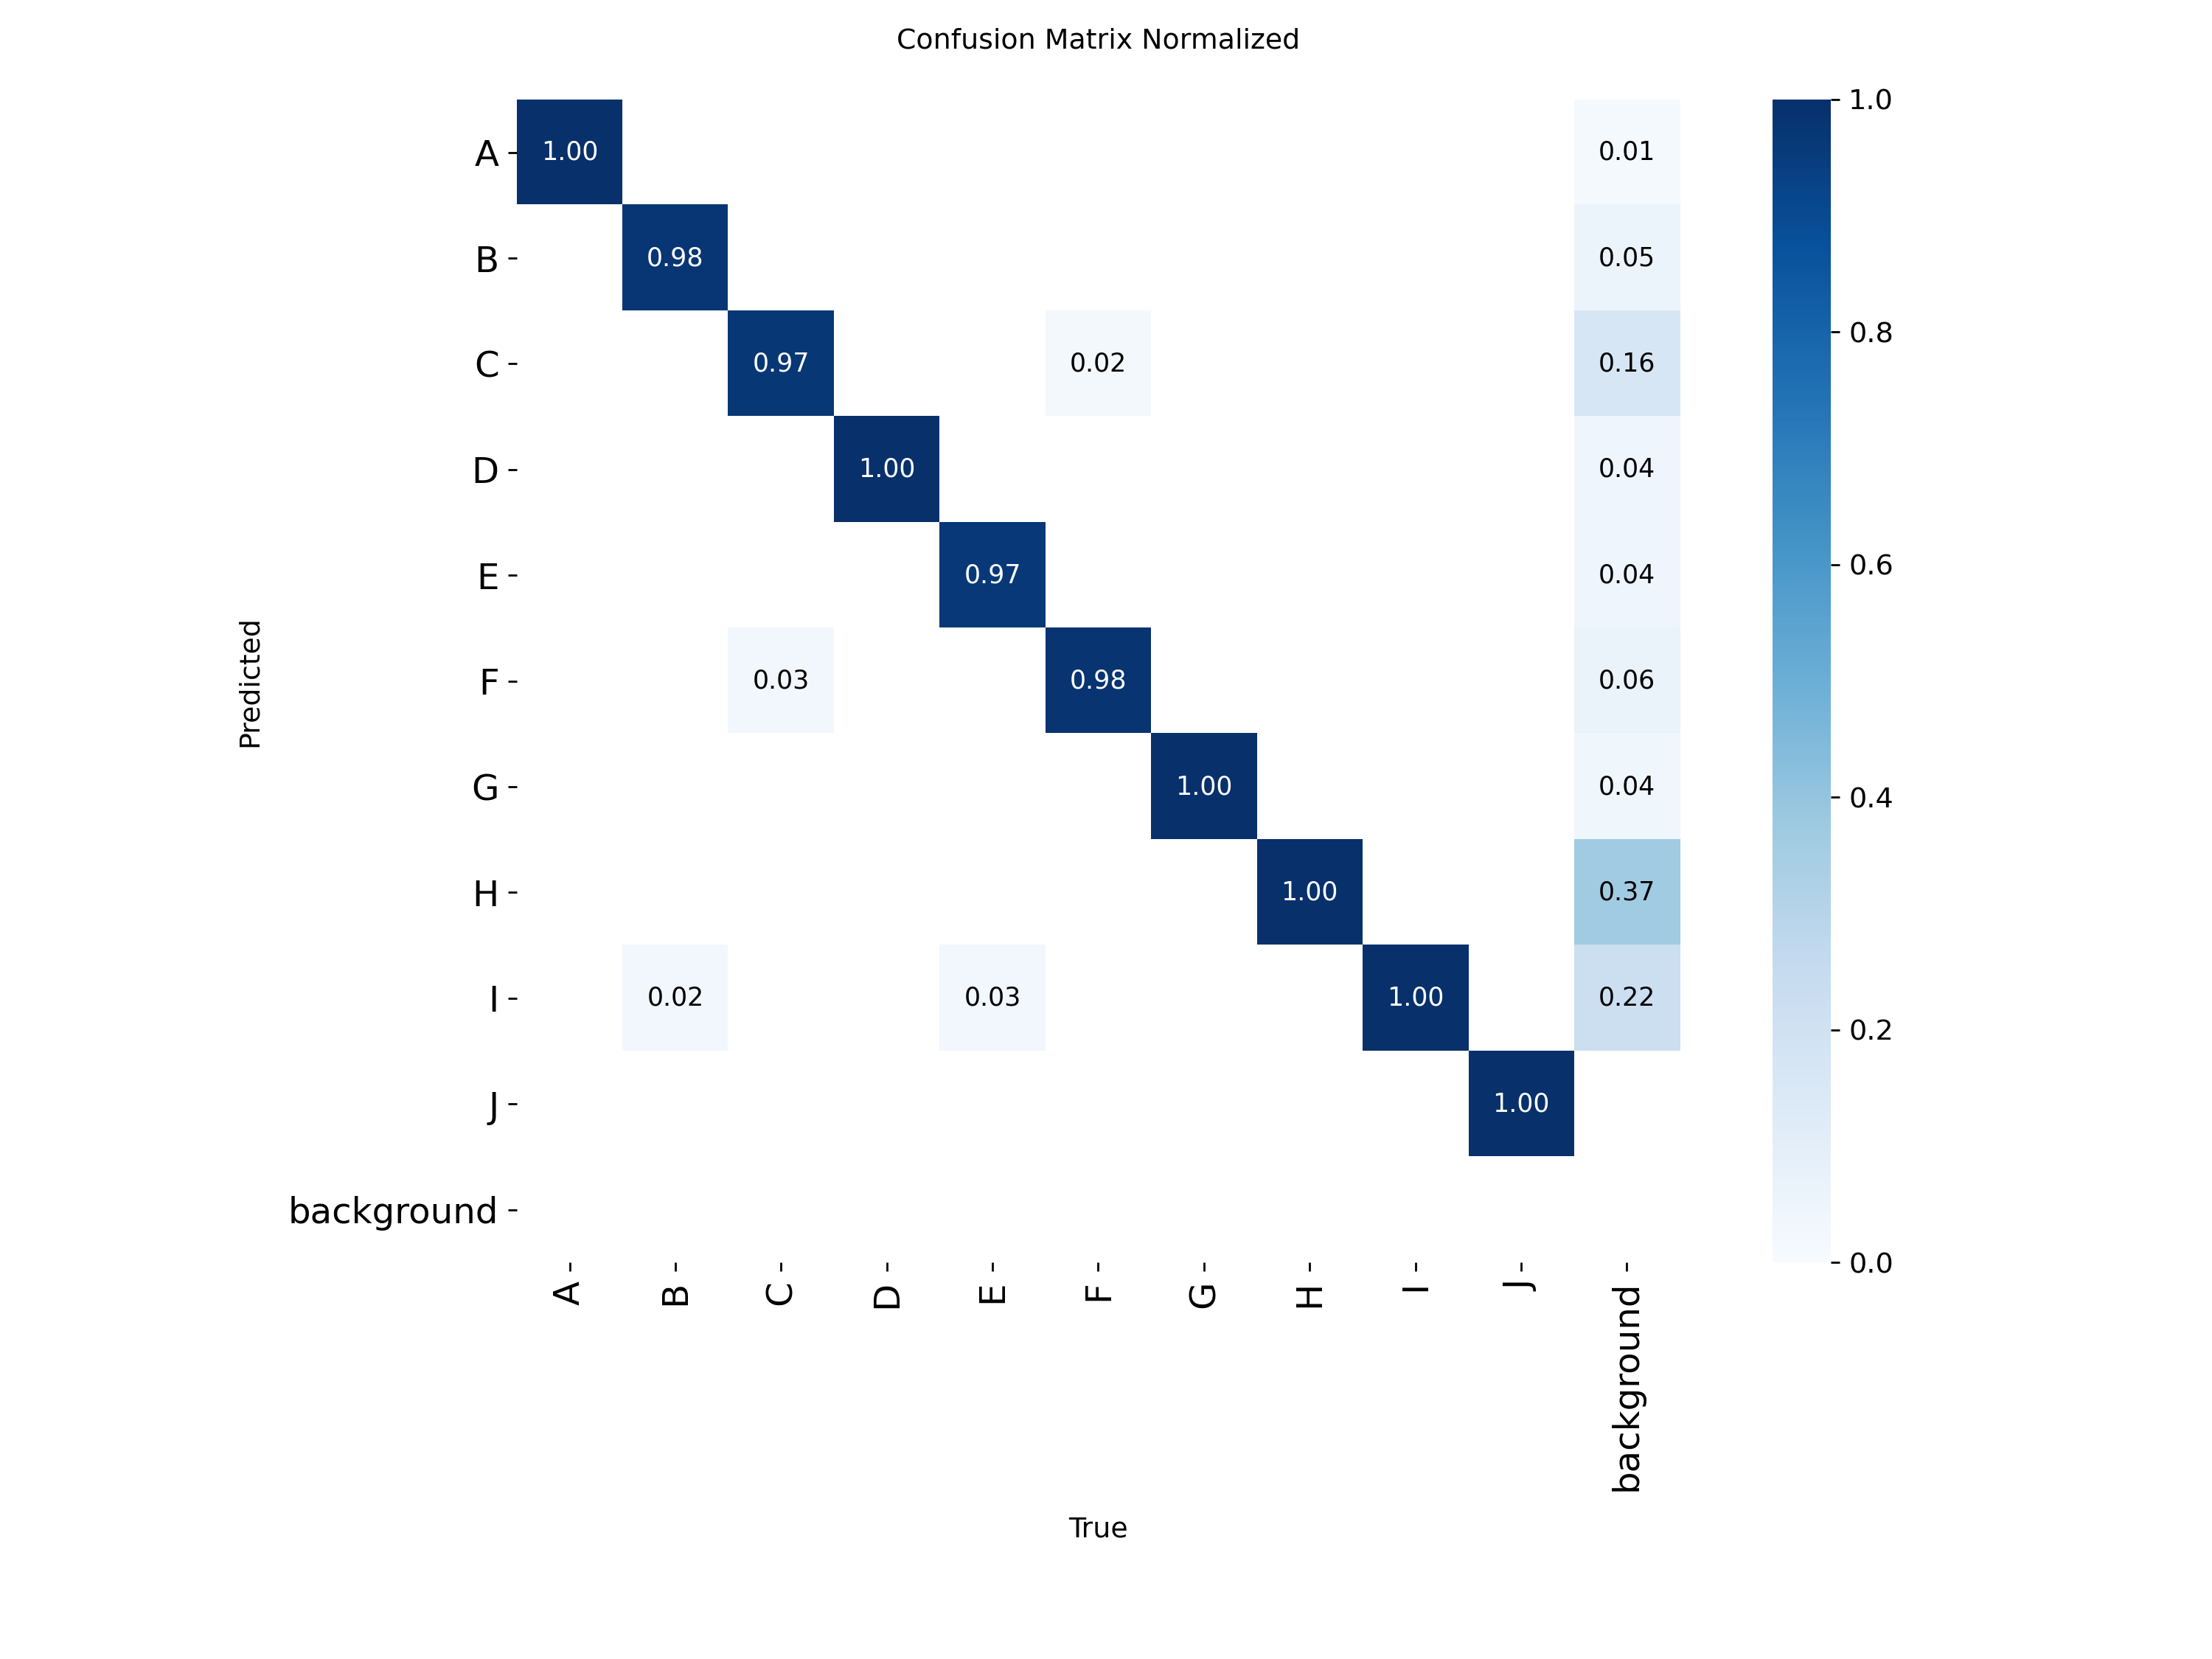 Confusion Matrix Normalized
A 1.00 0.01
B 0.98 0.05
C 0.97 0.02 0.16
D 1.00 0.04
E 0.97 0.04
F 0.03 0.98 0.06
G 1.00 0.04
H 1.00 0.37
I 0.02 0.03 1.00 0.22
J 1.00
background
A B C D E F G H I J background
Predicted
True
1.0
0.8
0.6
0.4
0.2
0.0